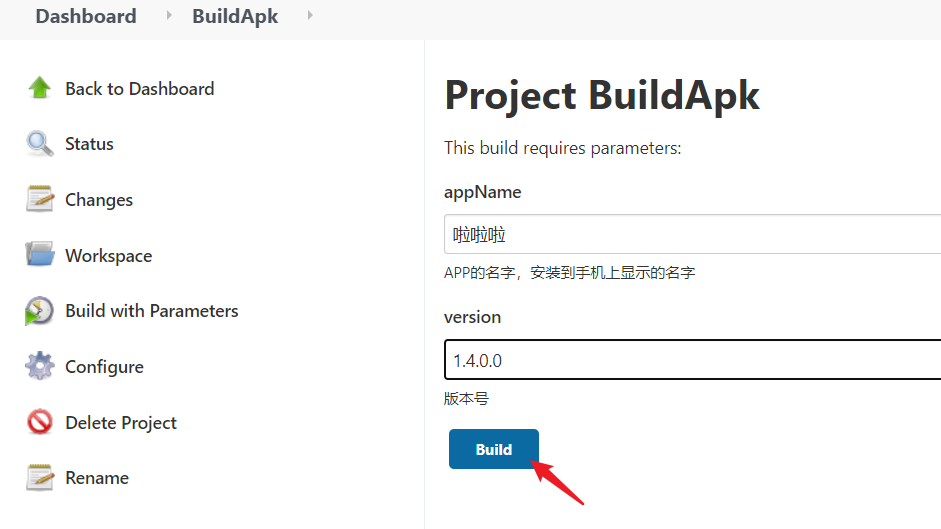 Dashboard BuildApk
Back to Dashboard
Status
Changes
Workspace
Build with Parameters
Configure
Delete Project
Rename
Project BuildApk
This build requires parameters:
appName
啦啦啦
APP的名字，安装到手机上显示的名字
version
1.4.0.0
版本号
Build